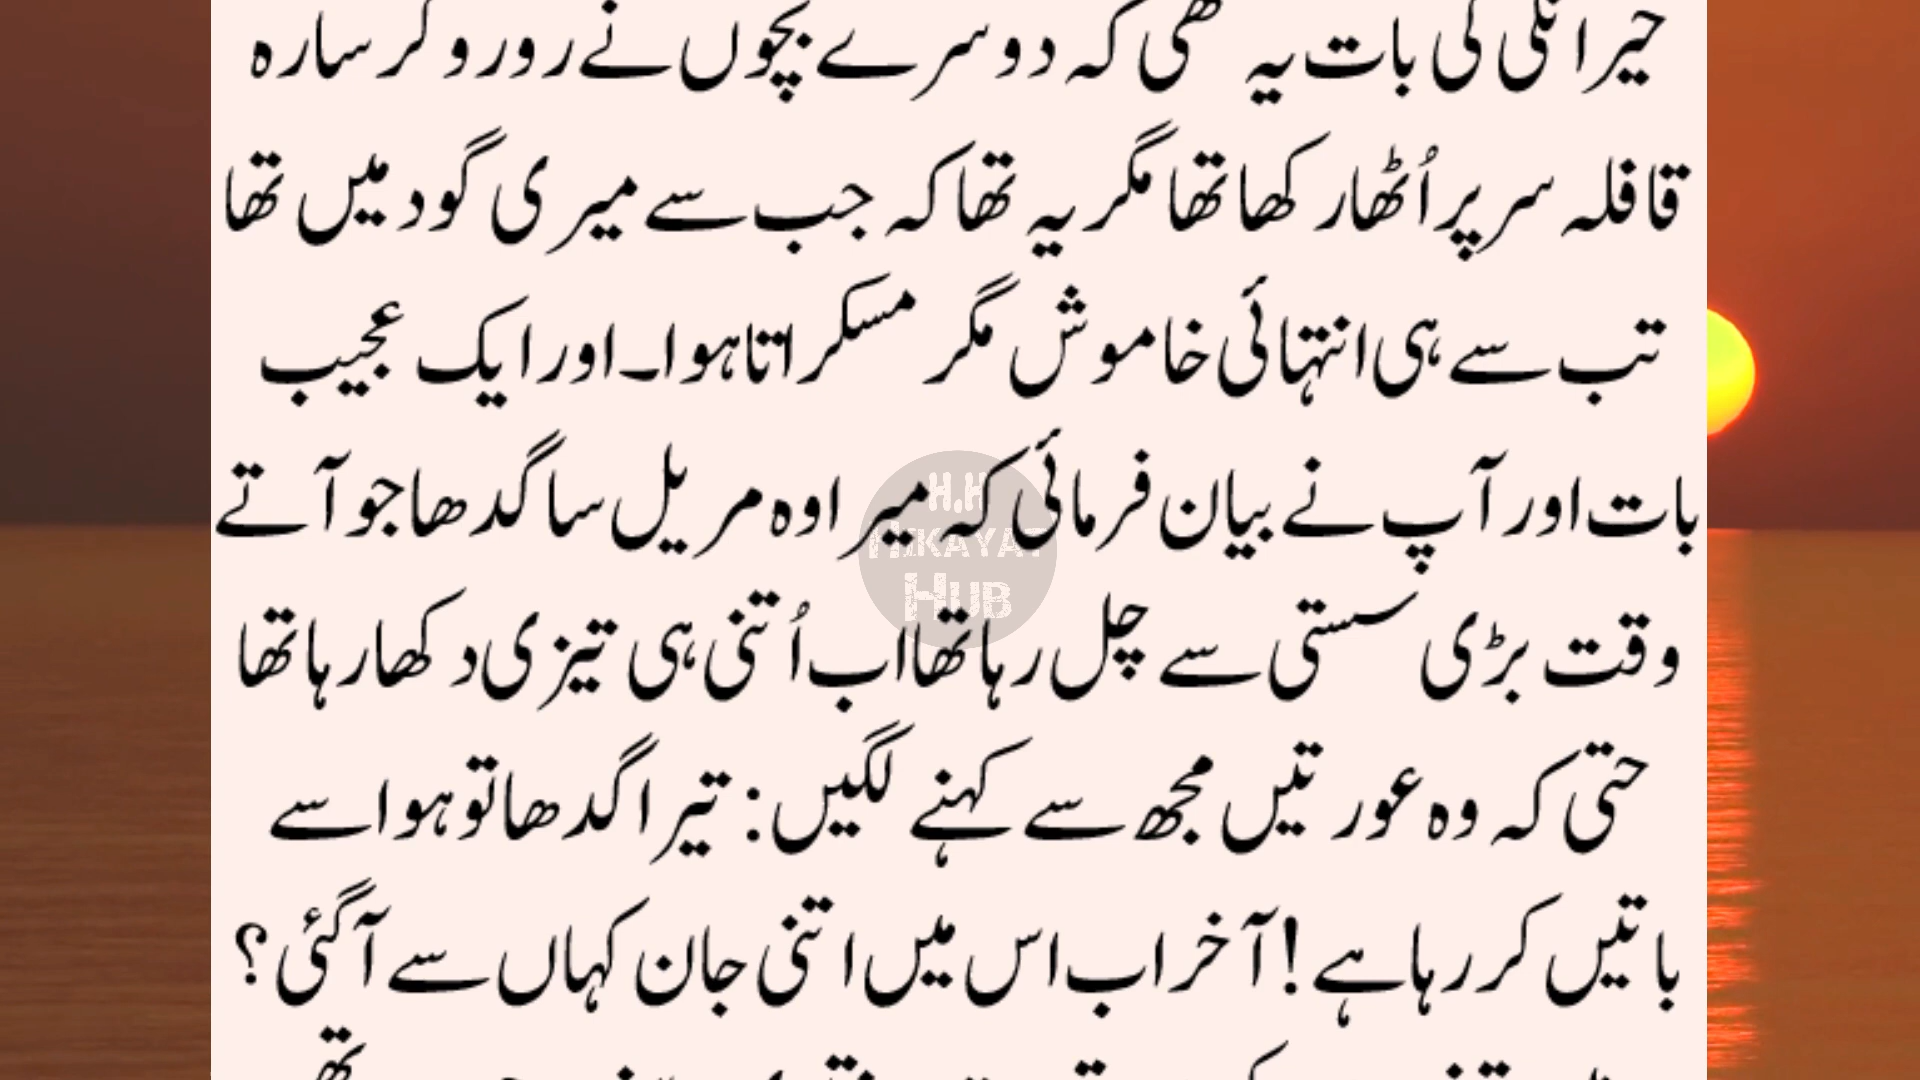 حیرانگی کی بات یہ تھی کہ دوسرے بچوں نے رو رو کر سارہ
قافلہ سر پر اُٹھا رکھا تھا مگر یہ تھا کہ جب سے میری گود میں تھا
تب سے ہی انتہائی خاموش مگر مسکراتا ہوا۔ اور ایک عجیب
بات اور آپ نے بیان فرمائی کہ میرا وہ مریل سا گدھا جو آتے
وقت بڑی سستی سے چل رہا تھا اب اُتنی ہی تیزی دکھا رہا تھا
حتی کہ وہ عورتیں مجھ سے کہنے لگیں: تیرا گدھا تو ہوا سے
باتیں کر رہا ہے! آخر اب اس میں اتنی جان کہاں سے آگئی؟
H.H
HIKAYAT
HUB